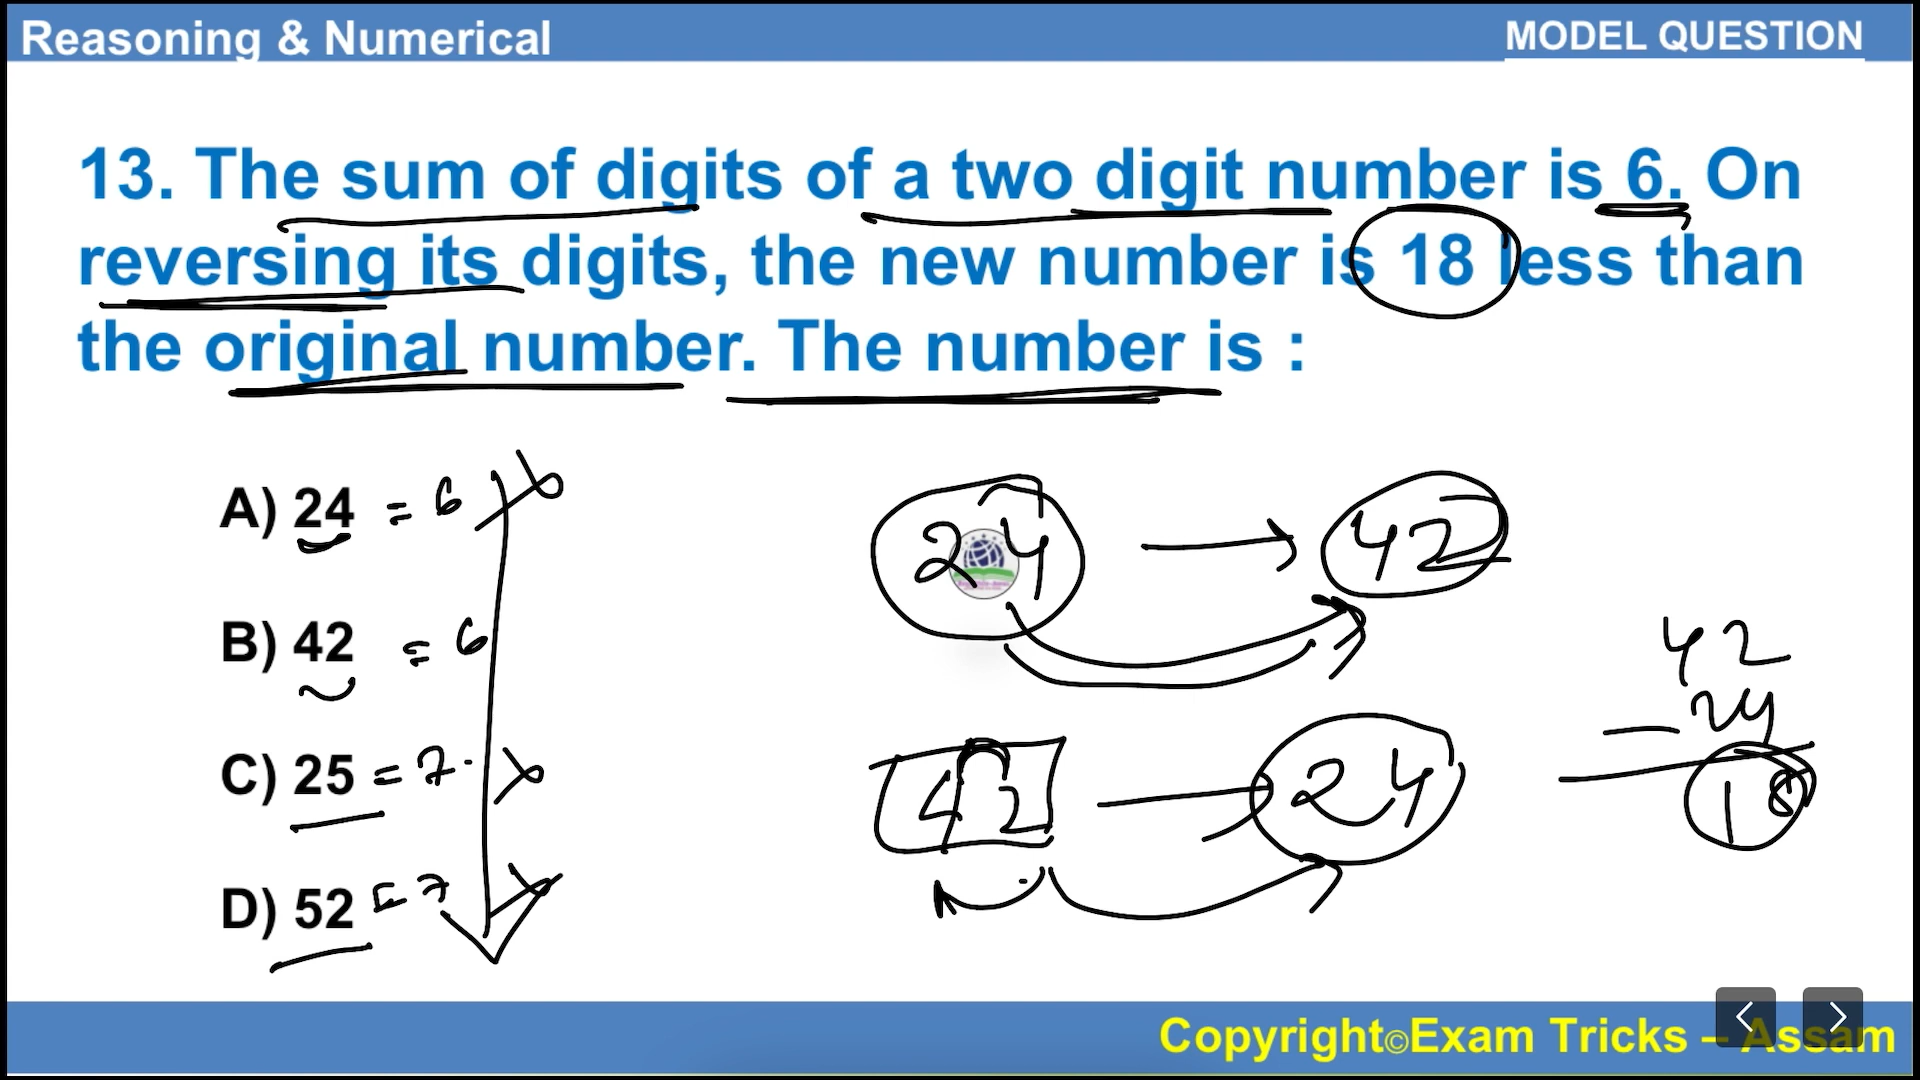 Reasoning & Numerical
MODEL QUESTION
13. The sum of digits of a two digit number is 6. On
reversing its digits, the new number is 18 less than
the original number. The number is :
A) 24 = 6
B) 42 = 6
C) 25 = 7.
D) 52 = 7
24 → 42
42 → 24
42
- 24
18
Copyright©Exam Tricks – Assam